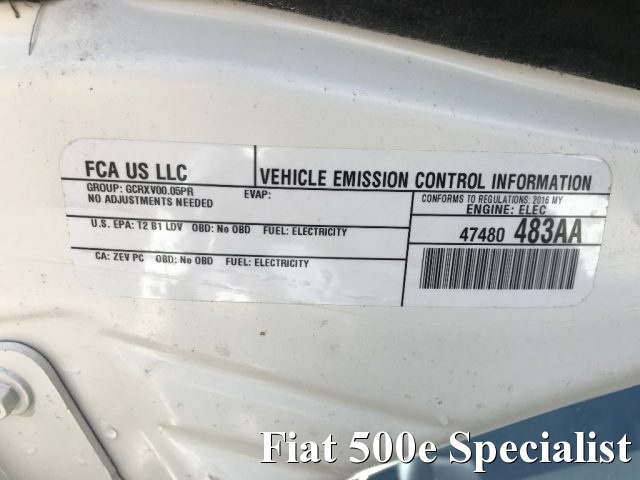 FCA US LLC
VEHICLE EMISSION CONTROL INFORMATION
GROUP: GCRXV00.05PR
EVAP:
NO ADJUSTMENTS NEEDED
CONFORMS TO REGULATIONS: 2016 MY
ENGINE: ELEC
U.S. EPA: T2 B1 LDV OBD: No OBD FUEL: ELECTRICITY
47480 483AA
CA: ZEV PC OBD: No OBD FUEL: ELECTRICITY
Fiat 500e Specialist